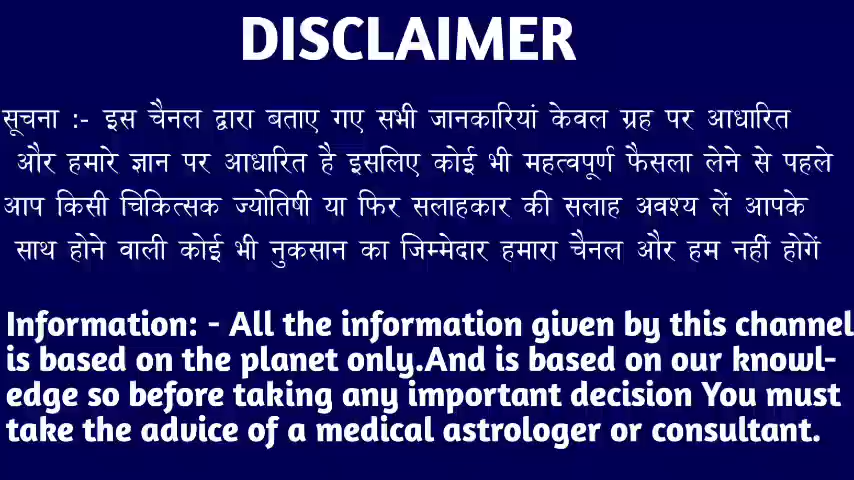 DISCLAIMER
सूचना :- इस चैनल द्वारा बताए गए सभी जानकारियां केवल ग्रह पर आधारित
और हमारे ज्ञान पर आधारित है इसलिए कोई भी महत्वपूर्ण फैसला लेने से पहले
आप किसी चिकित्सक ज्योतिषी या फिर सलाहकार की सलाह अवश्य लें आपके
साथ होने वाली कोई भी नुकसान का जिम्मेदार हमारा चैनल और हम नहीं होगें
Information: - All the information given by this channel
is based on the planet only.And is based on our knowl-
edge so before taking any important decision You must
take the advice of a medical astrologer or consultant.